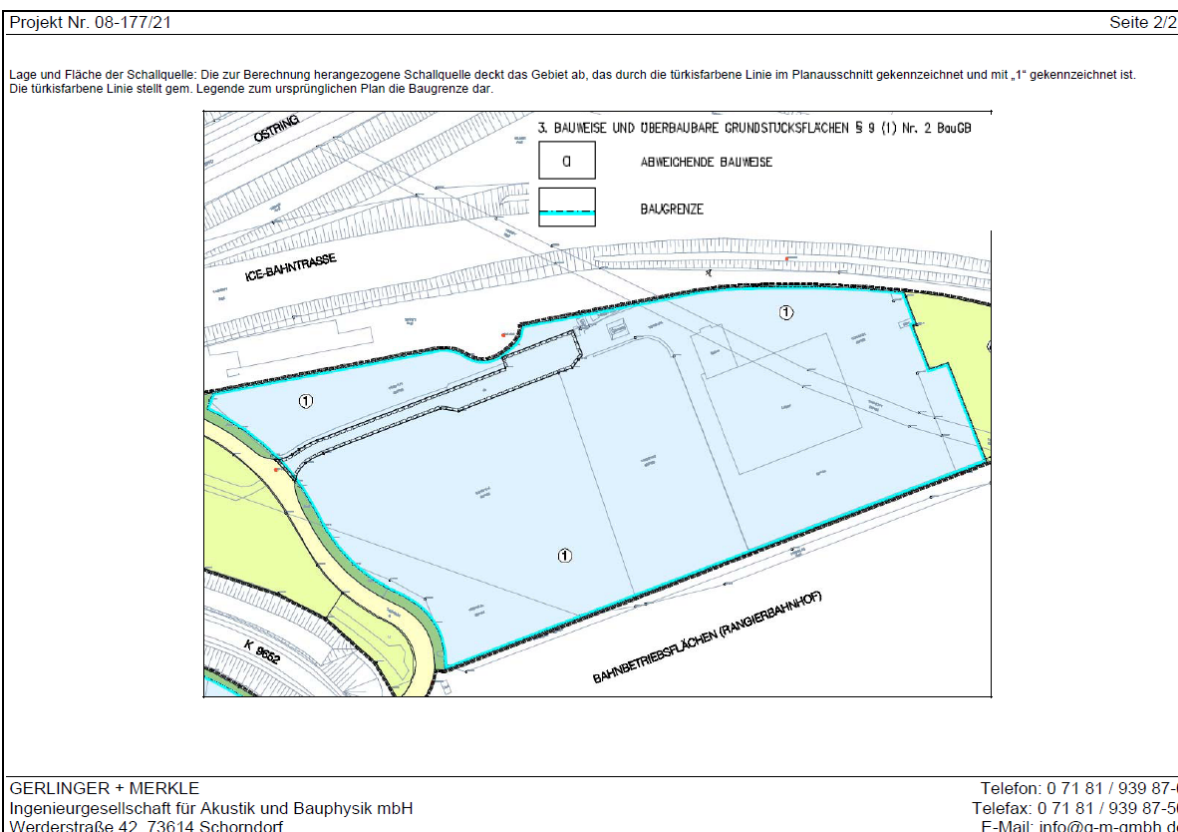 Projekt Nr. 08-177/21
Seite 2/2
Lage und Fläche der Schallquelle: Die zur Berechnung herangezogene Schallquelle deckt das Gebiet ab, das durch die türkisfarbene Linie im Planausschnitt gekennzeichnet und mit „1“ gekennzeichnet ist.
Die türkisfarbene Linie stellt gem. Legende zum ursprünglichen Plan die Baugrenze dar.
OSTRING
3. BAUWEISE UND ÜBERBAUBARE GRUNDSTÜCKSFLÄCHEN § 9 (1) Nr. 2 BauGB
a
ABWEICHENDE BAUWEISE
BAUGRENZE
ICE-BAHNTRASSE
1
1
1
BAHNBETRIEBSFLÄCHEN (RANGIERBAHNHOF)
K 9652
GERLINGER + MERKLE
Ingenieurgesellschaft für Akustik und Bauphysik mbH
Werderstraße 42, 73614 Schorndorf
Telefon: 0 71 81 / 939 87-
Telefax: 0 71 81 / 939 87-5
E-Mail: info@g-m-gmbh.de